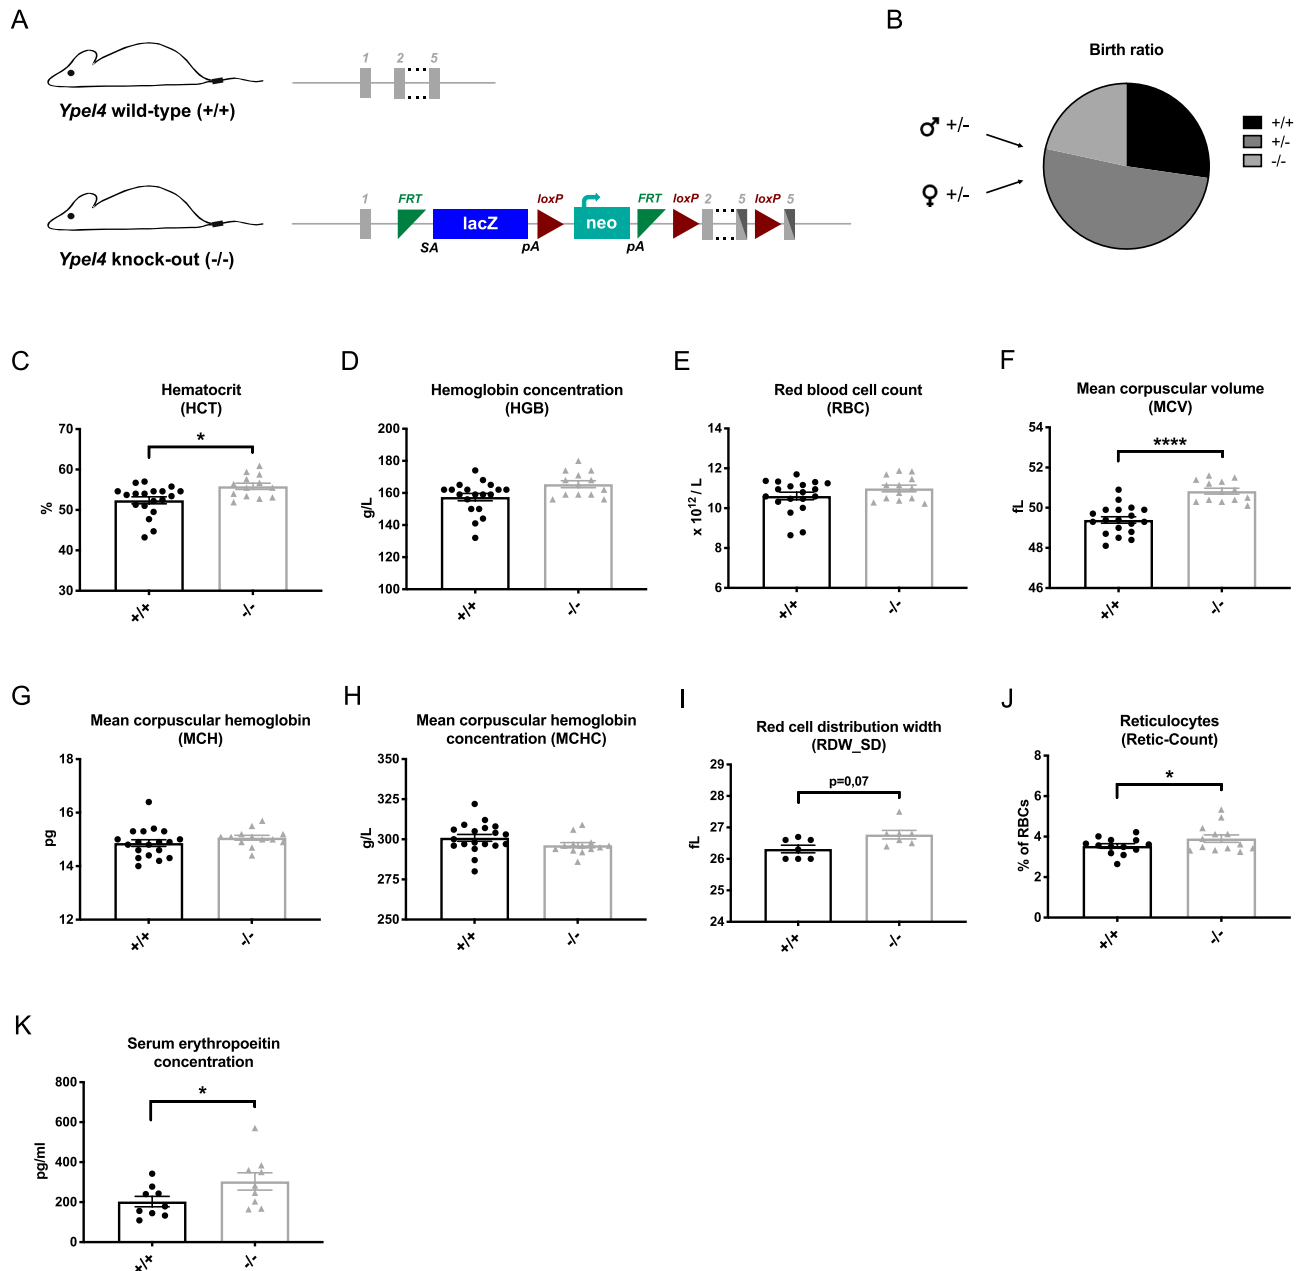 A
Ypel4 wild-type (+/+)
1 2 5
Ypel4 knock-out (-/-)
1 FRT lacZ loxP neo FRT loxP 2 5 loxP 5
SA pA pA
B
Birth ratio
♂ +/-
♀ +/-
+/+
+/-
-/-
C
Hematocrit
(HCT)
%
70
60
50
40
30
*
+/+ -/-
D
Hemoglobin concentration
(HGB)
g/L
200
180
160
140
120
100
+/+ -/-
E
Red blood cell count
(RBC)
x 10¹² / L
14
12
10
8
6
+/+ -/-
F
Mean corpuscular volume
(MCV)
fL
54
52
50
48
46
****
+/+ -/-
G
Mean corpuscular hemoglobin
(MCH)
pg
18
16
14
12
+/+ -/-
H
Mean corpuscular hemoglobin
concentration (MCHC)
g/L
350
325
300
275
250
+/+ -/-
I
Red cell distribution width
(RDW_SD)
fL
29
28
27
26
25
24
p=0,07
+/+ -/-
J
Reticulocytes
(Retic-Count)
% of RBCs
8
6
4
2
0
*
+/+ -/-
K
Serum erythropoeitin
concentration
pg/ml
800
600
400
200
0
*
+/+ -/-